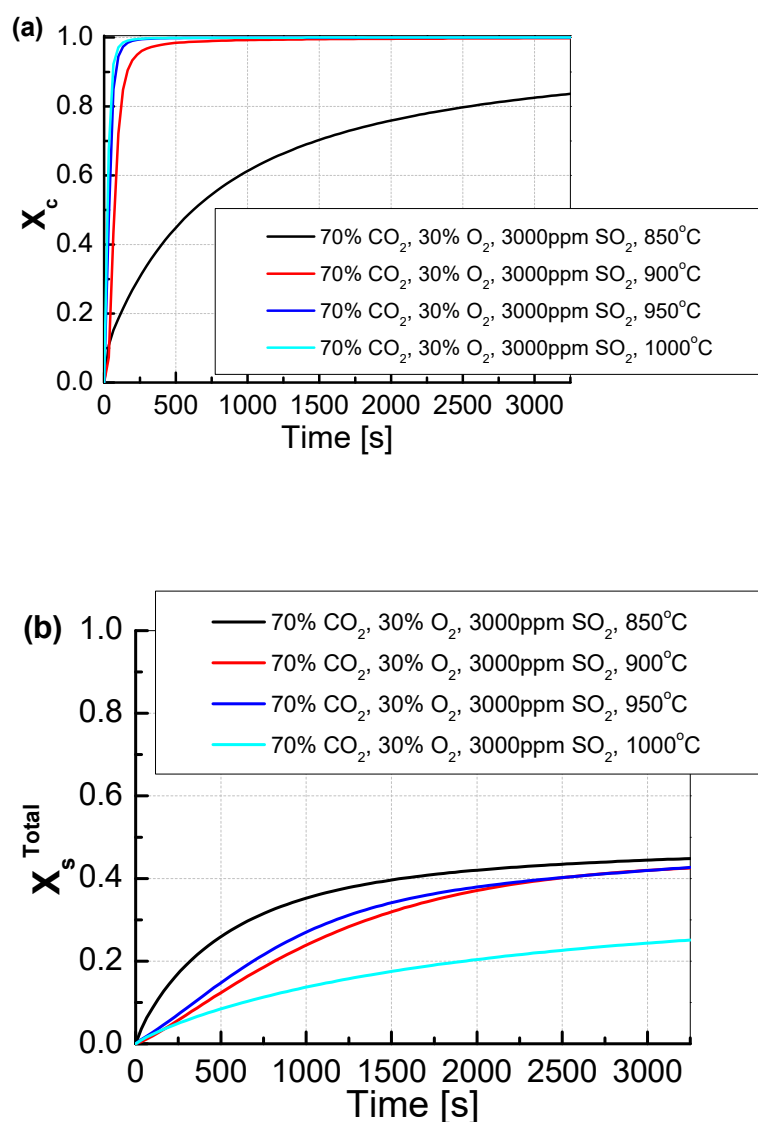 (a)
1.0
0.8
0.6
0.4
0.2
0.0
X_c
70% CO₂, 30% O₂, 3000ppm SO₂, 850°C
70% CO₂, 30% O₂, 3000ppm SO₂, 900°C
70% CO₂, 30% O₂, 3000ppm SO₂, 950°C
70% CO₂, 30% O₂, 3000ppm SO₂, 1000°C
0 500 1000 1500 2000 2500 3000
Time [s]
(b)
70% CO₂, 30% O₂, 3000ppm SO₂, 850°C
70% CO₂, 30% O₂, 3000ppm SO₂, 900°C
70% CO₂, 30% O₂, 3000ppm SO₂, 950°C
70% CO₂, 30% O₂, 3000ppm SO₂, 1000°C
1.0
0.8
0.6
0.4
0.2
0.0
X_s^Total
0 500 1000 1500 2000 2500 3000
Time [s]